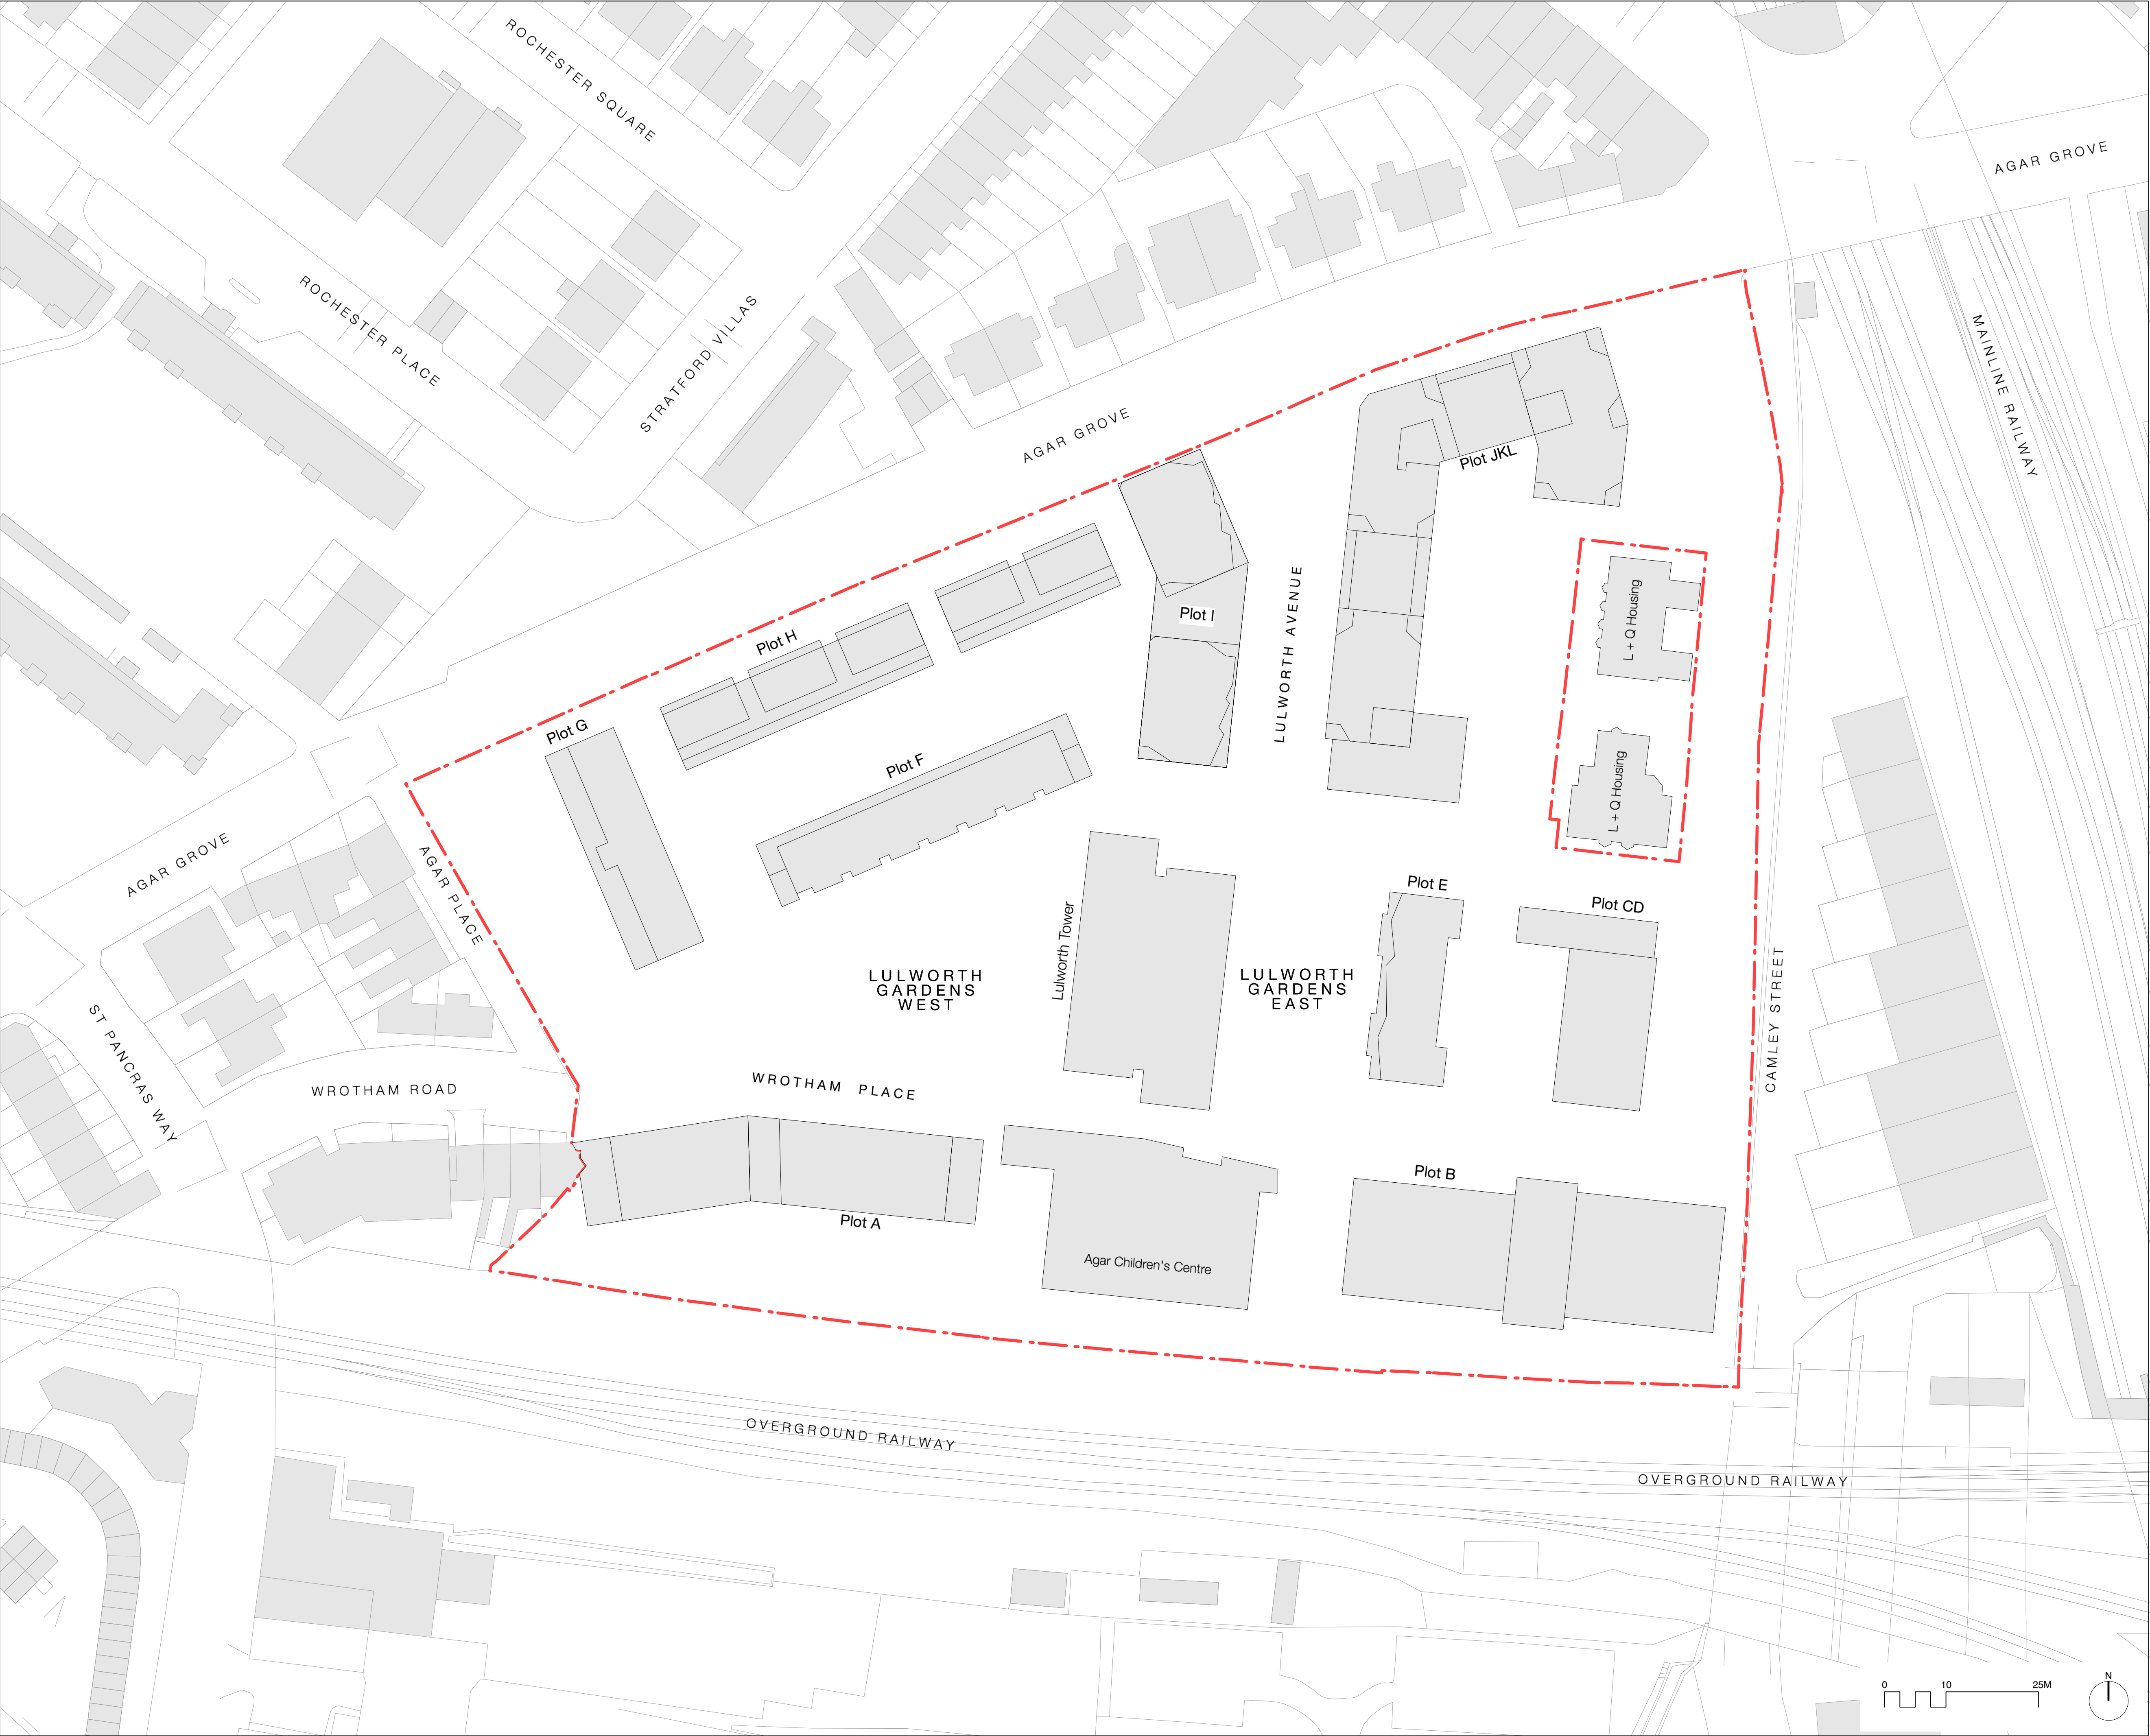 ROCHESTER SQUARE
AGAR GROVE
ROCHESTER PLACE
STRATFORD VILLAS
MAINLINE RAILWAY
AGAR GROVE
Plot JKL
Plot I
LULWORTH AVENUE
L + Q Housing
Plot H
Plot G
Plot F
L + Q Housing
AGAR GROVE
AGAR PLACE
Plot E
Plot CD
Lulworth Tower
LULWORTH
GARDENS
WEST
LULWORTH
GARDENS
EAST
CAMLEY STREET
ST PANCRAS WAY
WROTHAM ROAD
WROTHAM PLACE
Plot B
Plot A
Agar Children's Centre
OVERGROUND RAILWAY
OVERGROUND RAILWAY
0 10 25M
N